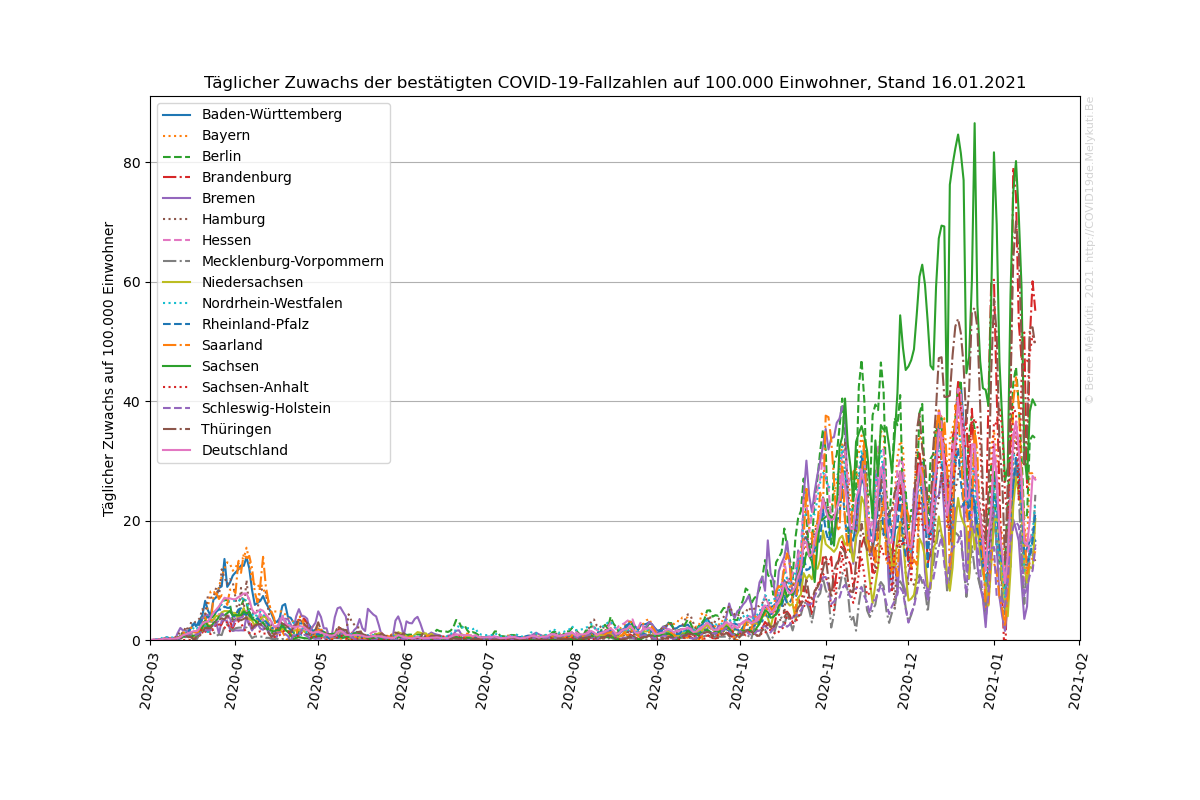 Täglicher Zuwachs der bestätigten COVID-19-Fallzahlen auf 100.000 Einwohner, Stand 16.01.2021
Baden-Württemberg
Bayern
Berlin
Brandenburg
Bremen
Hamburg
Hessen
Mecklenburg-Vorpommern
Niedersachsen
Nordrhein-Westfalen
Rheinland-Pfalz
Saarland
Sachsen
Sachsen-Anhalt
Schleswig-Holstein
Thüringen
Deutschland
Täglicher Zuwachs auf 100.000 Einwohner
80
60
40
20
0
2020-03
2020-04
2020-05
2020-06
2020-07
2020-08
2020-09
2020-10
2020-11
2020-12
2021-01
2021-02
© Bence Mélykúti, 2021. http://COVID19de.Melykuti.Be